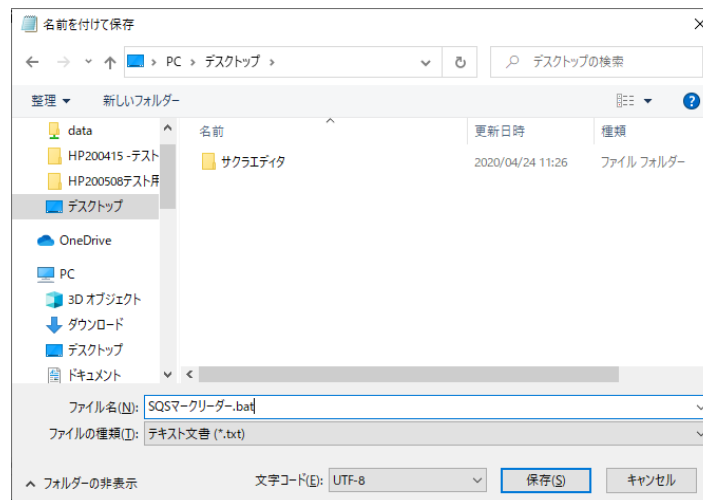 名前を付けて保存
PC › デスクトップ ›
デスクトップの検索
整理 新しいフォルダー
名前 更新日時 種類
data
HP200415 -テスト
HP200508テスト用
デスクトップ
OneDrive
PC
3D オブジェクト
ダウンロード
デスクトップ
ドキュメント
サクラエディタ 2020/04/24 11:26 ファイル フォルダー
ファイル名(N): SQSマークリーダー.bat
ファイルの種類(T): テキスト文書 (*.txt)
フォルダーの非表示 文字コード(E): UTF-8 保存(S) キャンセル